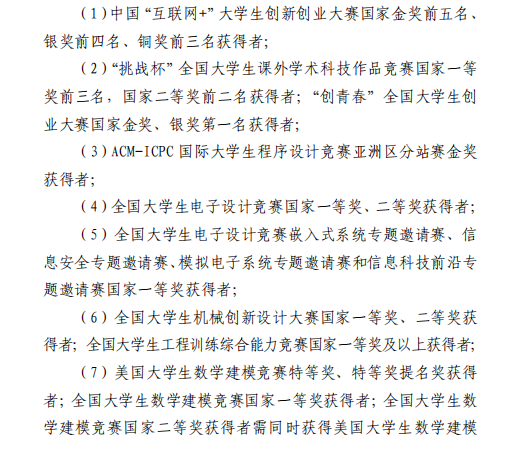 （1）中国“互联网+”大学生创新创业大赛国家金奖前五名、
银奖前四名、铜奖前三名获得者；
（2）“挑战杯”全国大学生课外学术科技作品竞赛国家一等
奖前三名，国家二等奖前二名获得者；“创青春”全国大学生创
业大赛国家金奖、银奖第一名获得者；
（3）ACM-ICPC 国际大学生程序设计竞赛亚洲区分站赛金奖
获得者；
（4）全国大学生电子设计竞赛国家一等奖、二等奖获得者；
（5）全国大学生电子设计竞赛嵌入式系统专题邀请赛、信
息安全专题邀请赛、模拟电子系统专题邀请赛和信息科技前沿专
题邀请赛国家一等奖获得者；
（6）全国大学生机械创新设计大赛国家一等奖、二等奖获
得者；全国大学生工程训练综合能力竞赛国家一等奖及以上获得者；
（7）美国大学生数学建模竞赛特等奖、特等奖提名奖获得
者；全国大学生数学建模竞赛国家一等奖获得者；全国大学生数
学建模竞赛国家二等奖获得者需同时获得美国大学生数学建模